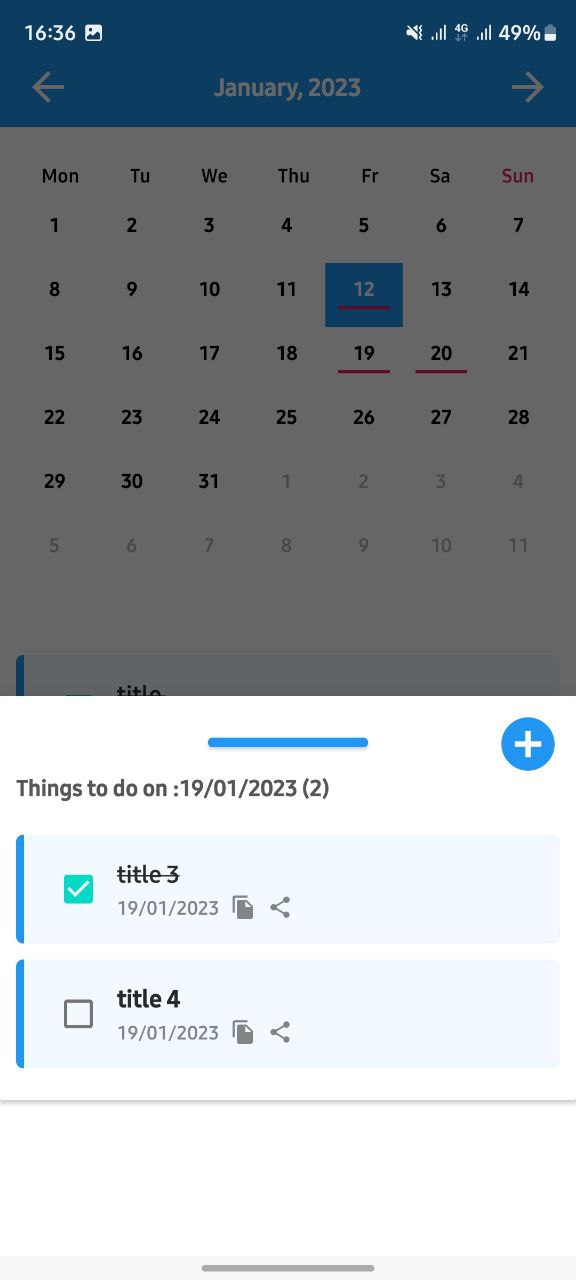 16:36 4G 49%
January, 2023
Mon Tu We Thu Fr Sa Sun
1 2 3 4 5 6 7
8 9 10 11 12 13 14
15 16 17 18 19 20 21
22 23 24 25 26 27 28
29 30 31 1 2 3 4
5 6 7 8 9 10 11
title
Things to do on :19/01/2023 (2)
title 3
19/01/2023
title 4
19/01/2023